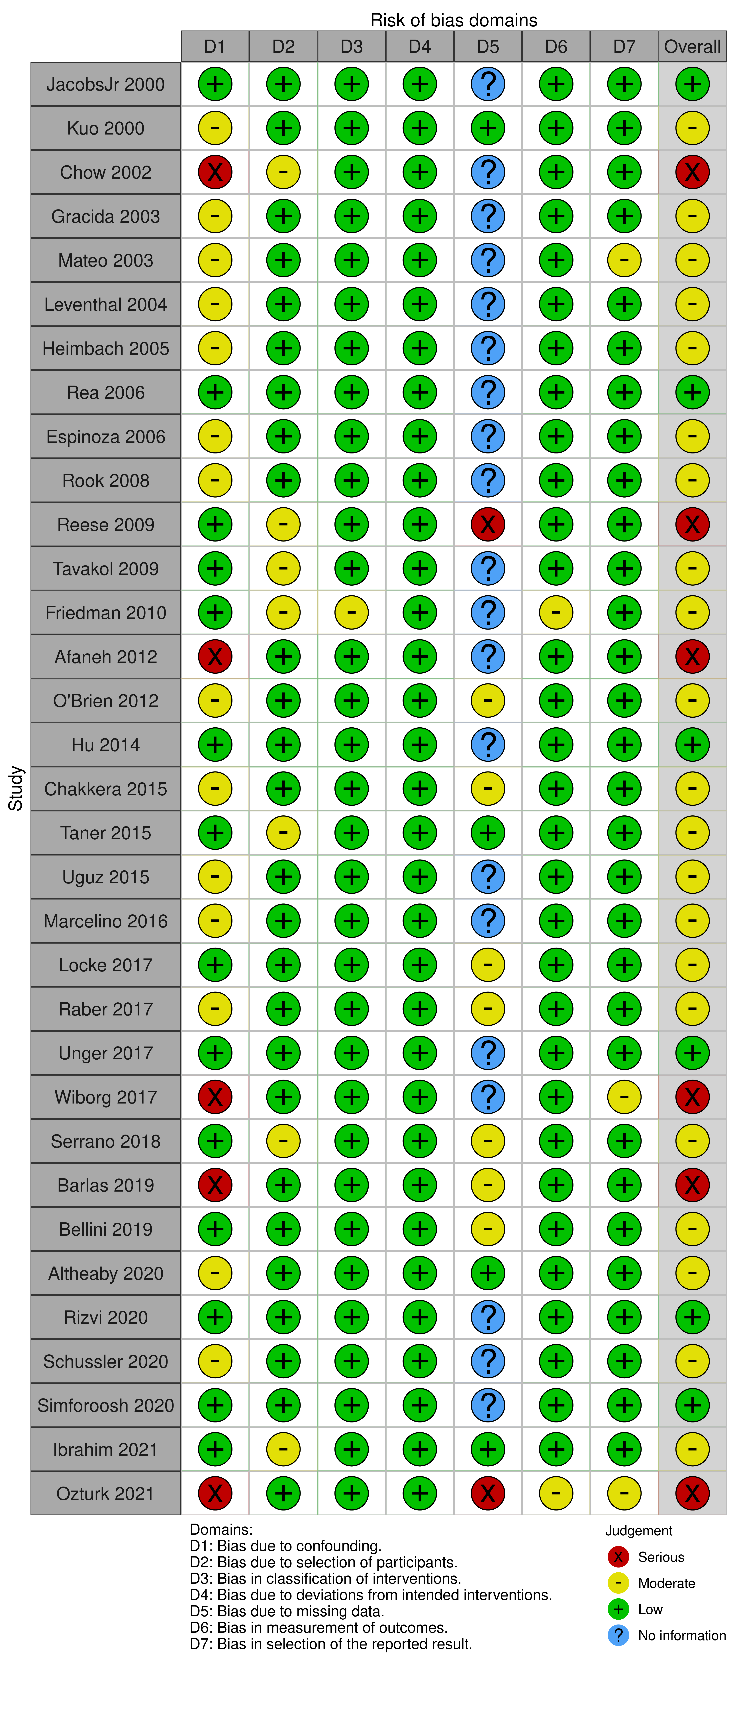 Risk of bias domains
D1 D2 D3 D4 D5 D6 D7 Overall
JacobsJr 2000 + + + + ? + + +
Kuo 2000 - + + + + + + -
Chow 2002 X - + + ? + + X
Gracida 2003 - + + + ? + + -
Mateo 2003 - + + + ? + - -
Leventhal 2004 - + + + ? + + -
Heimbach 2005 - + + + ? + + -
Rea 2006 + + + + ? + + +
Espinoza 2006 - + + + ? + + -
Rook 2008 - + + + ? + + -
Reese 2009 + - + + X + + X
Tavakol 2009 + - + + ? + + -
Friedman 2010 + - - + ? - + -
Afaneh 2012 X + + + ? + + X
O'Brien 2012 - + + + - + + -
Hu 2014 + + + + ? + + +
Chakkera 2015 - + + + - + + -
Taner 2015 + - + + + + + -
Uguz 2015 - + + + ? + + -
Marcelino 2016 - + + + ? + + -
Locke 2017 + + + + - + + -
Raber 2017 - + + + - + + -
Unger 2017 + + + + ? + + +
Wiborg 2017 X + + + ? + - X
Serrano 2018 + - + + - + + -
Barlas 2019 X + + + - + + X
Bellini 2019 + + + + - + + -
Altheaby 2020 - + + + + + + -
Rizvi 2020 + + + + ? + + +
Schussler 2020 - + + + ? + + -
Simforoosh 2020 + + + + ? + + +
Ibrahim 2021 + - + + + + + -
Ozturk 2021 X + + + X - - X
Study
Domains:
D1: Bias due to confounding.
D2: Bias due to selection of participants.
D3: Bias in classification of interventions.
D4: Bias due to deviations from intended interventions.
D5: Bias due to missing data.
D6: Bias in measurement of outcomes.
D7: Bias in selection of the reported result.
Judgement
X Serious
- Moderate
+ Low
? No information